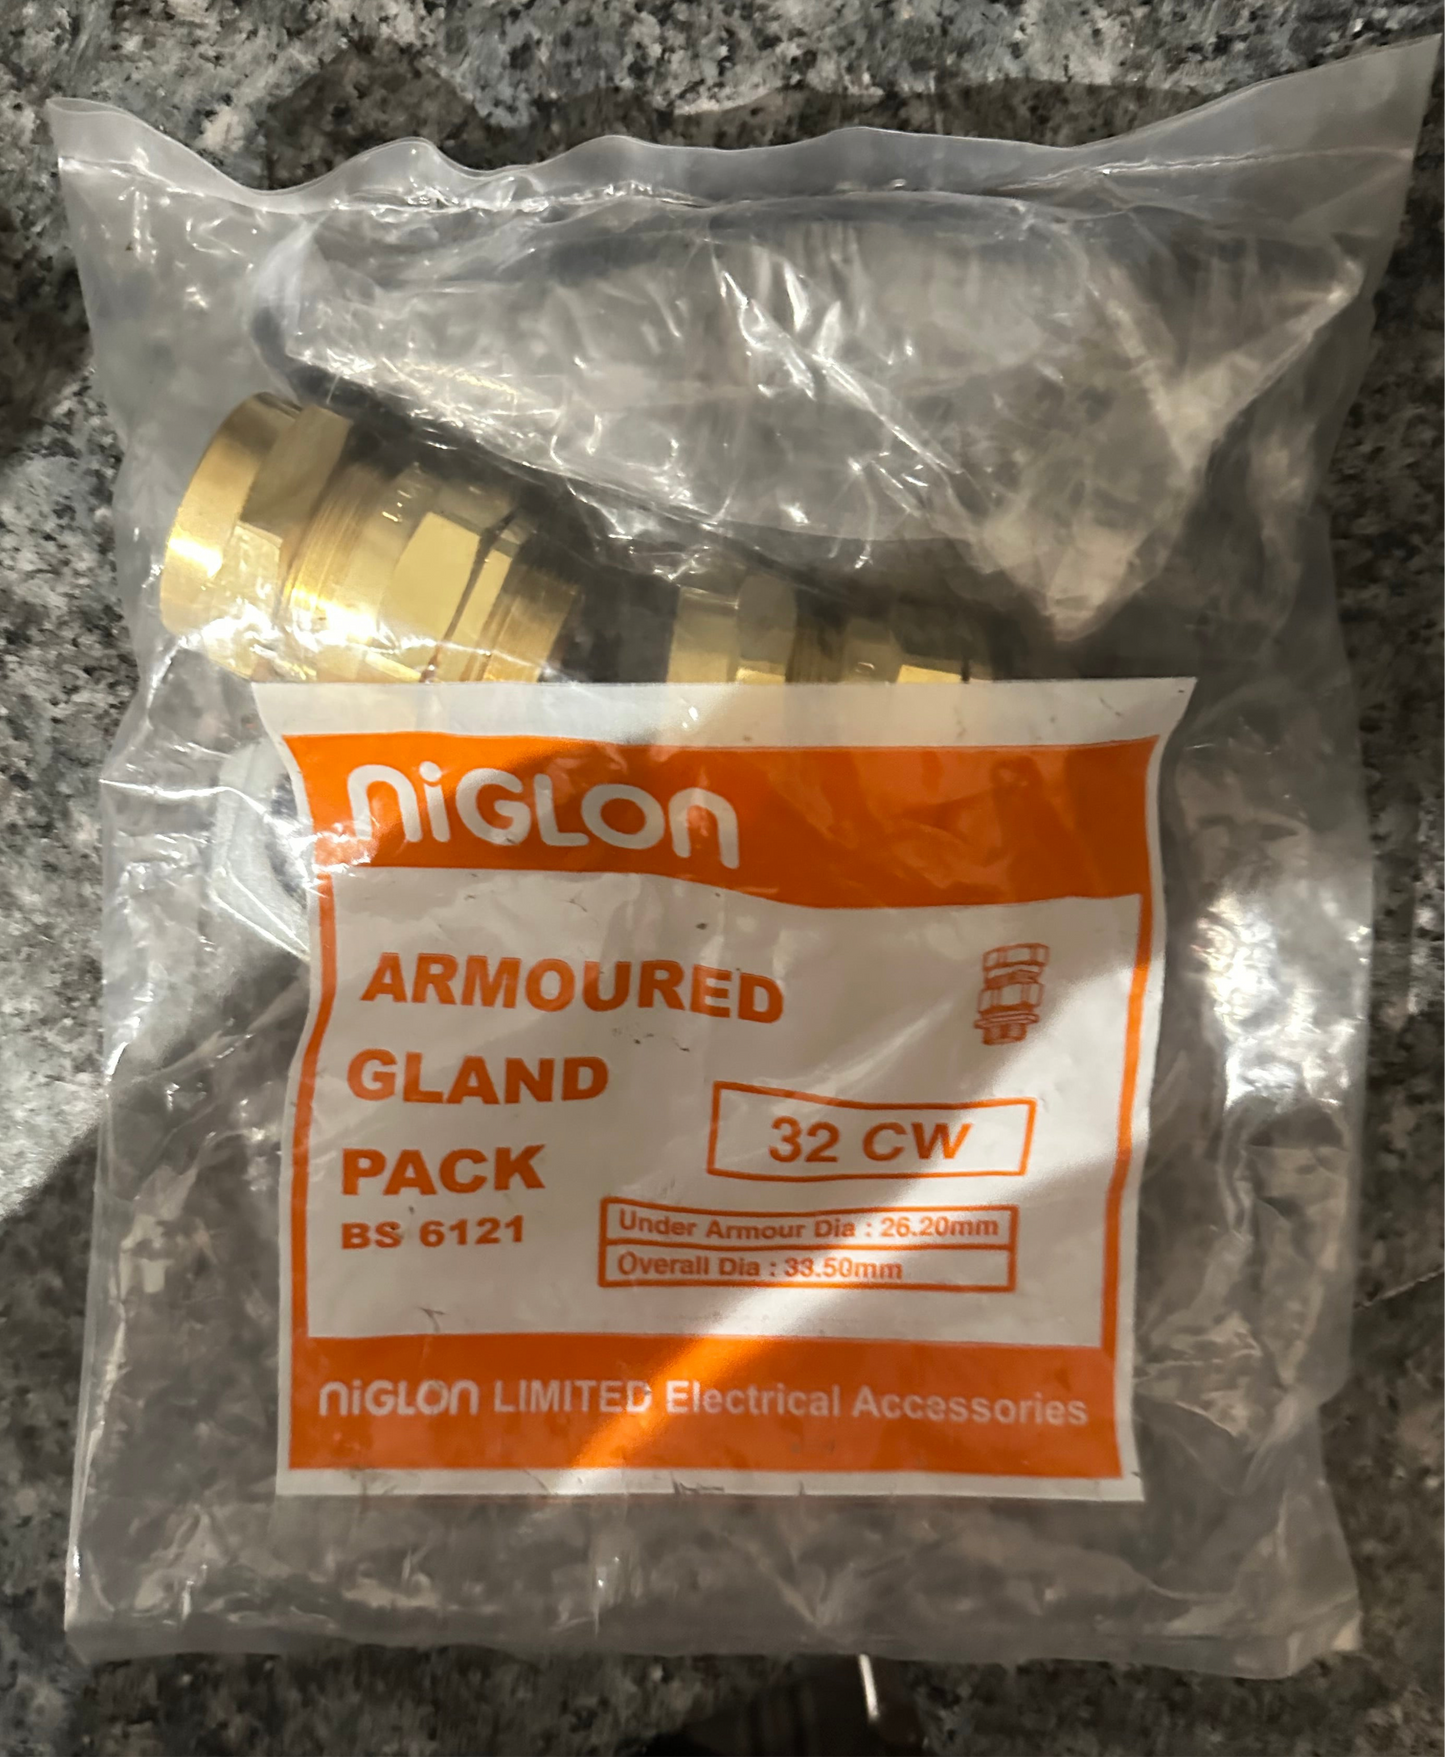 niGLOn
ARMOURED
GLAND
PACK
BS 6121
32 CW
Under Armour Dia : 26.20mm
Overall Dia : 33.50mm
niGLOn LIMITED Electrical Accessories